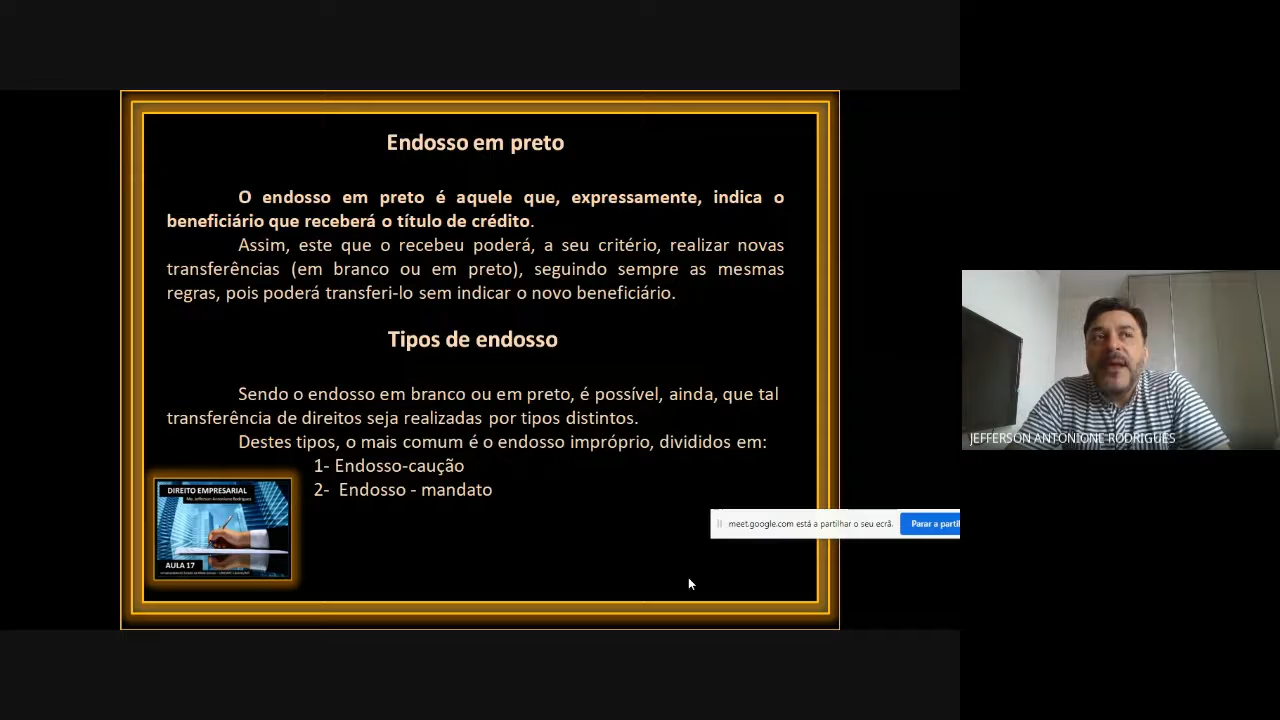 Endosso em preto
O endosso em preto é aquele que, expressamente, indica o
beneficiário que receberá o título de crédito.
Assim, este que o recebeu poderá, a seu critério, realizar novas
transferências (em branco ou em preto), seguindo sempre as mesmas
regras, pois poderá transferi-lo sem indicar o novo beneficiário.
Tipos de endosso
Sendo o endosso em branco ou em preto, é possível, ainda, que tal
transferência de direitos seja realizadas por tipos distintos.
Destes tipos, o mais comum é o endosso impróprio, divididos em:
1- Endosso-caução
2- Endosso - mandato
DIREITO EMPRESARIAL
Me. Jefferson Antonione Rodrigues
AULA 17
meet.google.com está a partilhar o seu ecrã.
Parar a partil
JEFFERSON ANTONIONE RODRIGUES